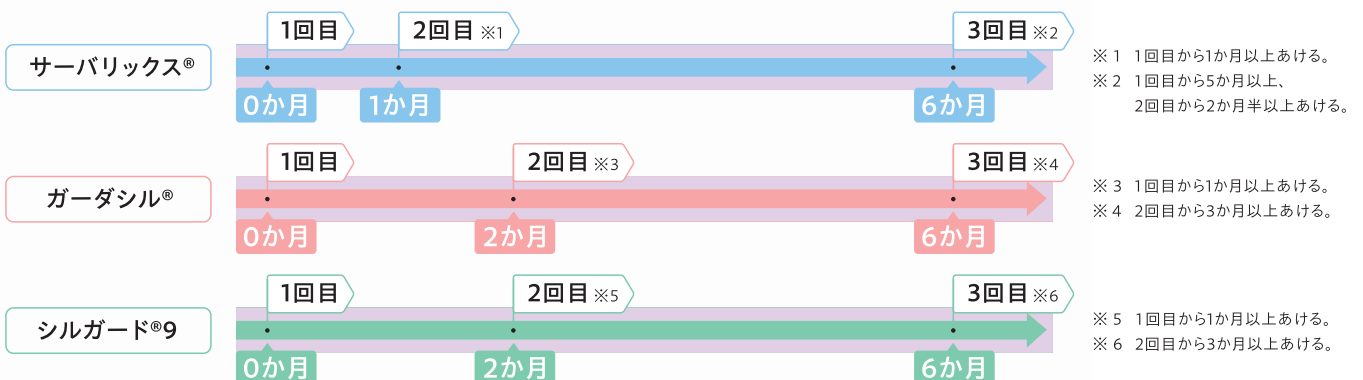 1回目
2回目 ※1
3回目 ※2
サーバリックス®
0か月
1か月
6か月
※1 1回目から1か月以上あける。
※2 1回目から5か月以上、
2回目から2か月半以上あける。
1回目
2回目 ※3
3回目 ※4
ガーダシル®
0か月
2か月
6か月
※3 1回目から1か月以上あける。
※4 2回目から3か月以上あける。
1回目
2回目 ※5
3回目 ※6
シルガード®9
0か月
2か月
6か月
※5 1回目から1か月以上あける。
※6 2回目から3か月以上あける。